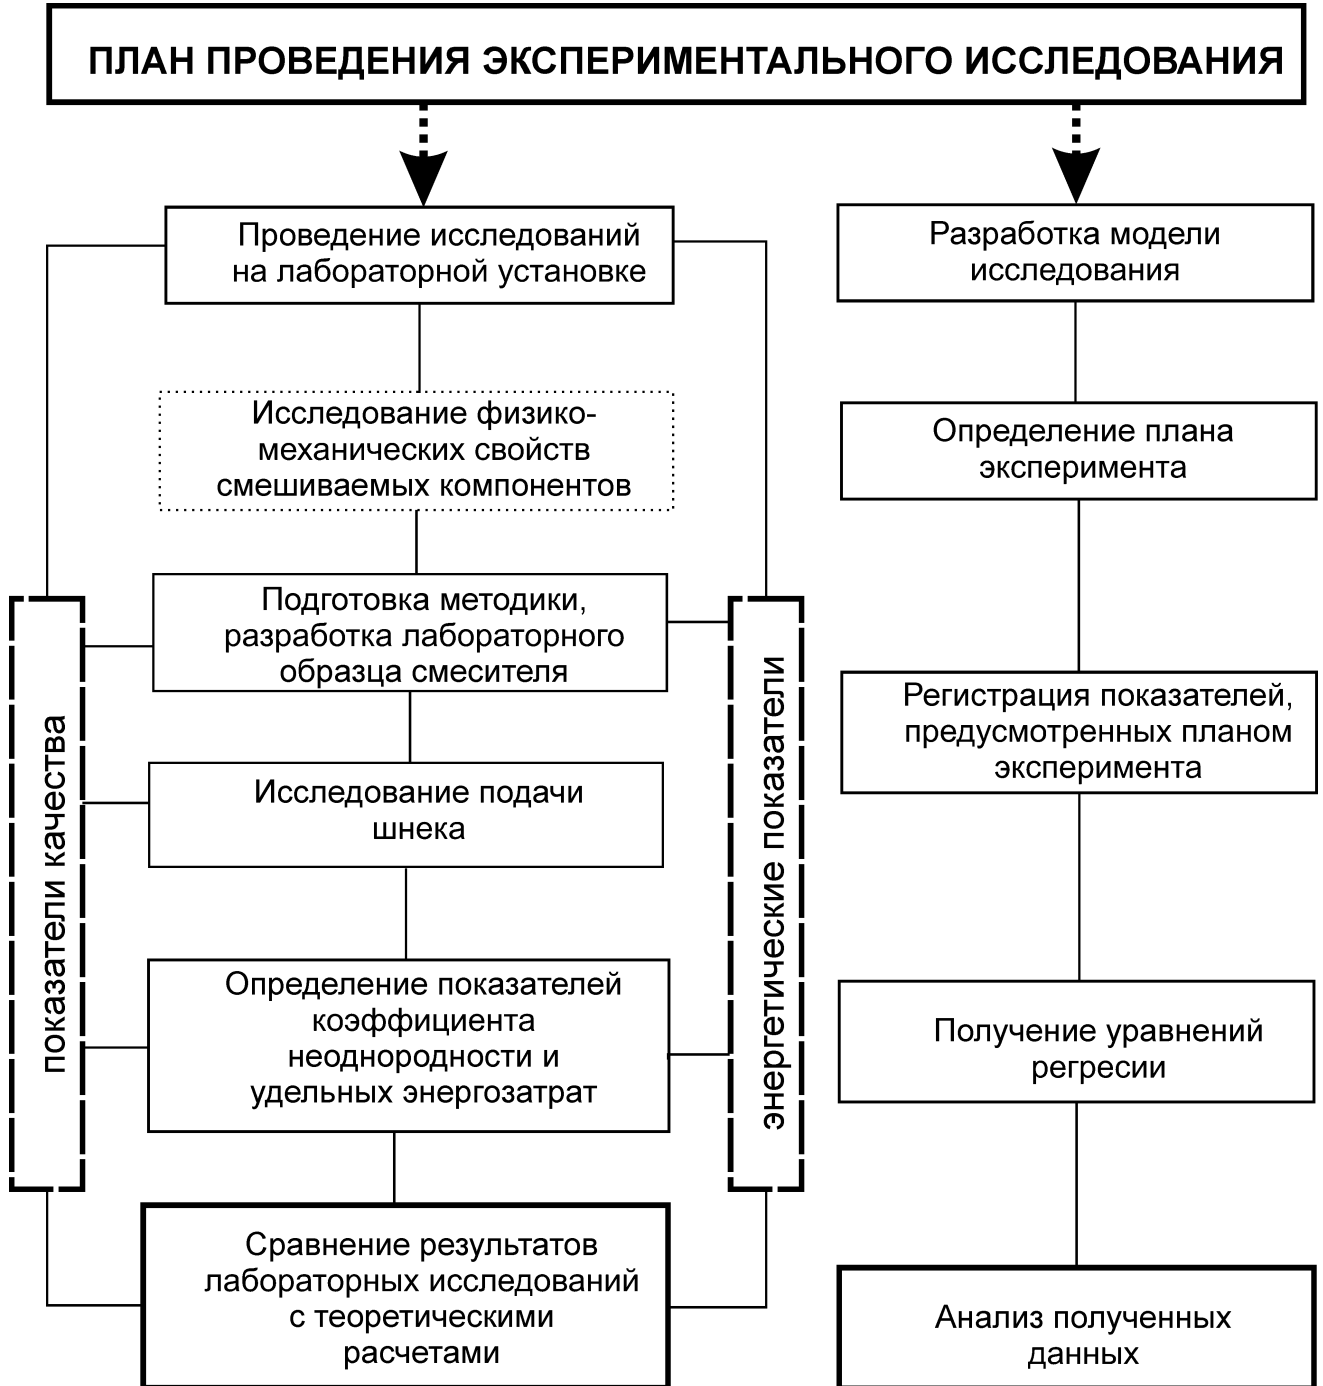 ПЛАН ПРОВЕДЕНИЯ ЭКСПЕРИМЕНТАЛЬНОГО ИССЛЕДОВАНИЯ
Проведение исследований
на лабораторной установке
Исследование физико-
механических свойств
смешиваемых компонентов
Подготовка методики,
разработка лабораторного
образца смесителя
Исследование подачи
шнека
Определение показателей
коэффициента
неоднородности и
удельных энергозатрат
Сравнение результатов
лабораторных исследований
с теоретическими
расчетами
показатели качества
энергетические показатели
Разработка модели
исследования
Определение плана
эксперимента
Регистрация показателей,
предусмотренных планом
эксперимента
Получение уравнений
регресии
Анализ полученных
данных